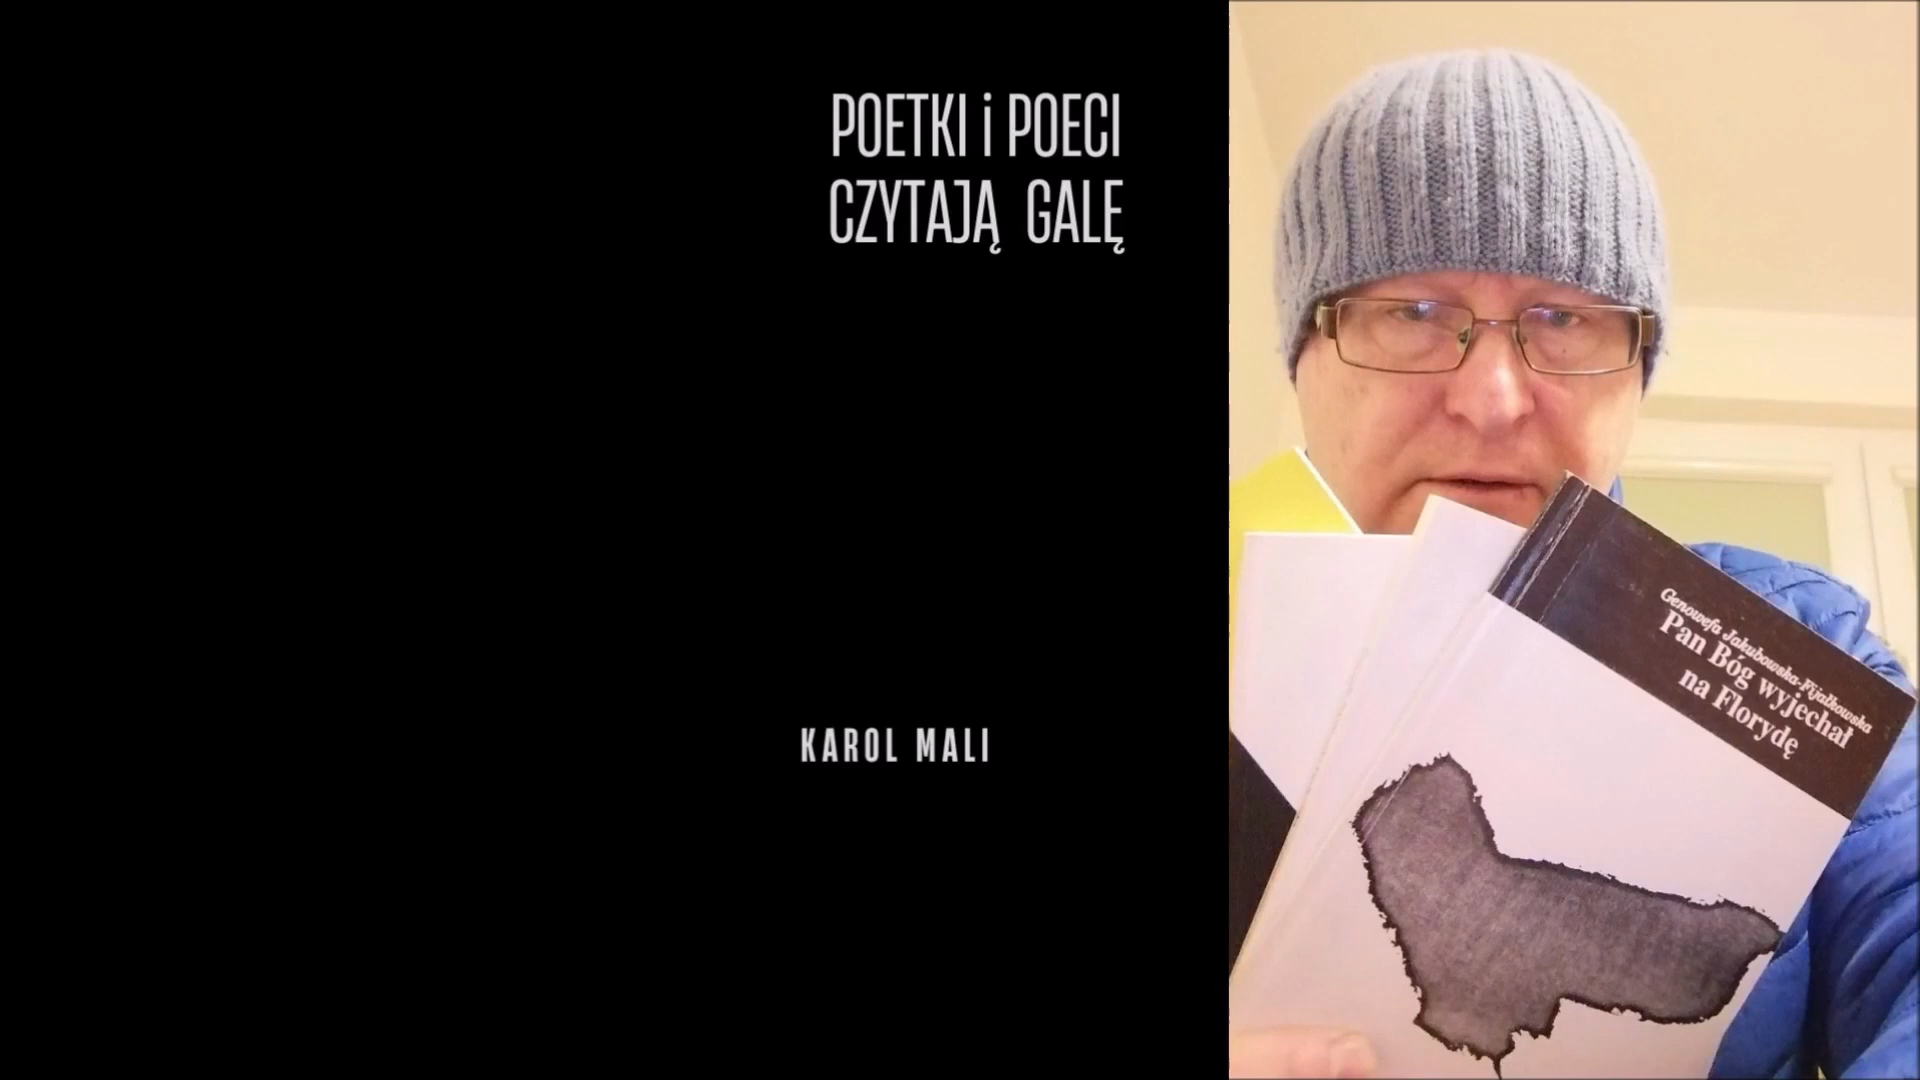 POETKI i POECI
CZYTAJĄ GALĘ
KAROL MALI
Genowefa Jakubowska-Fijałkowska
Pan Bóg wyjechał
na Florydę